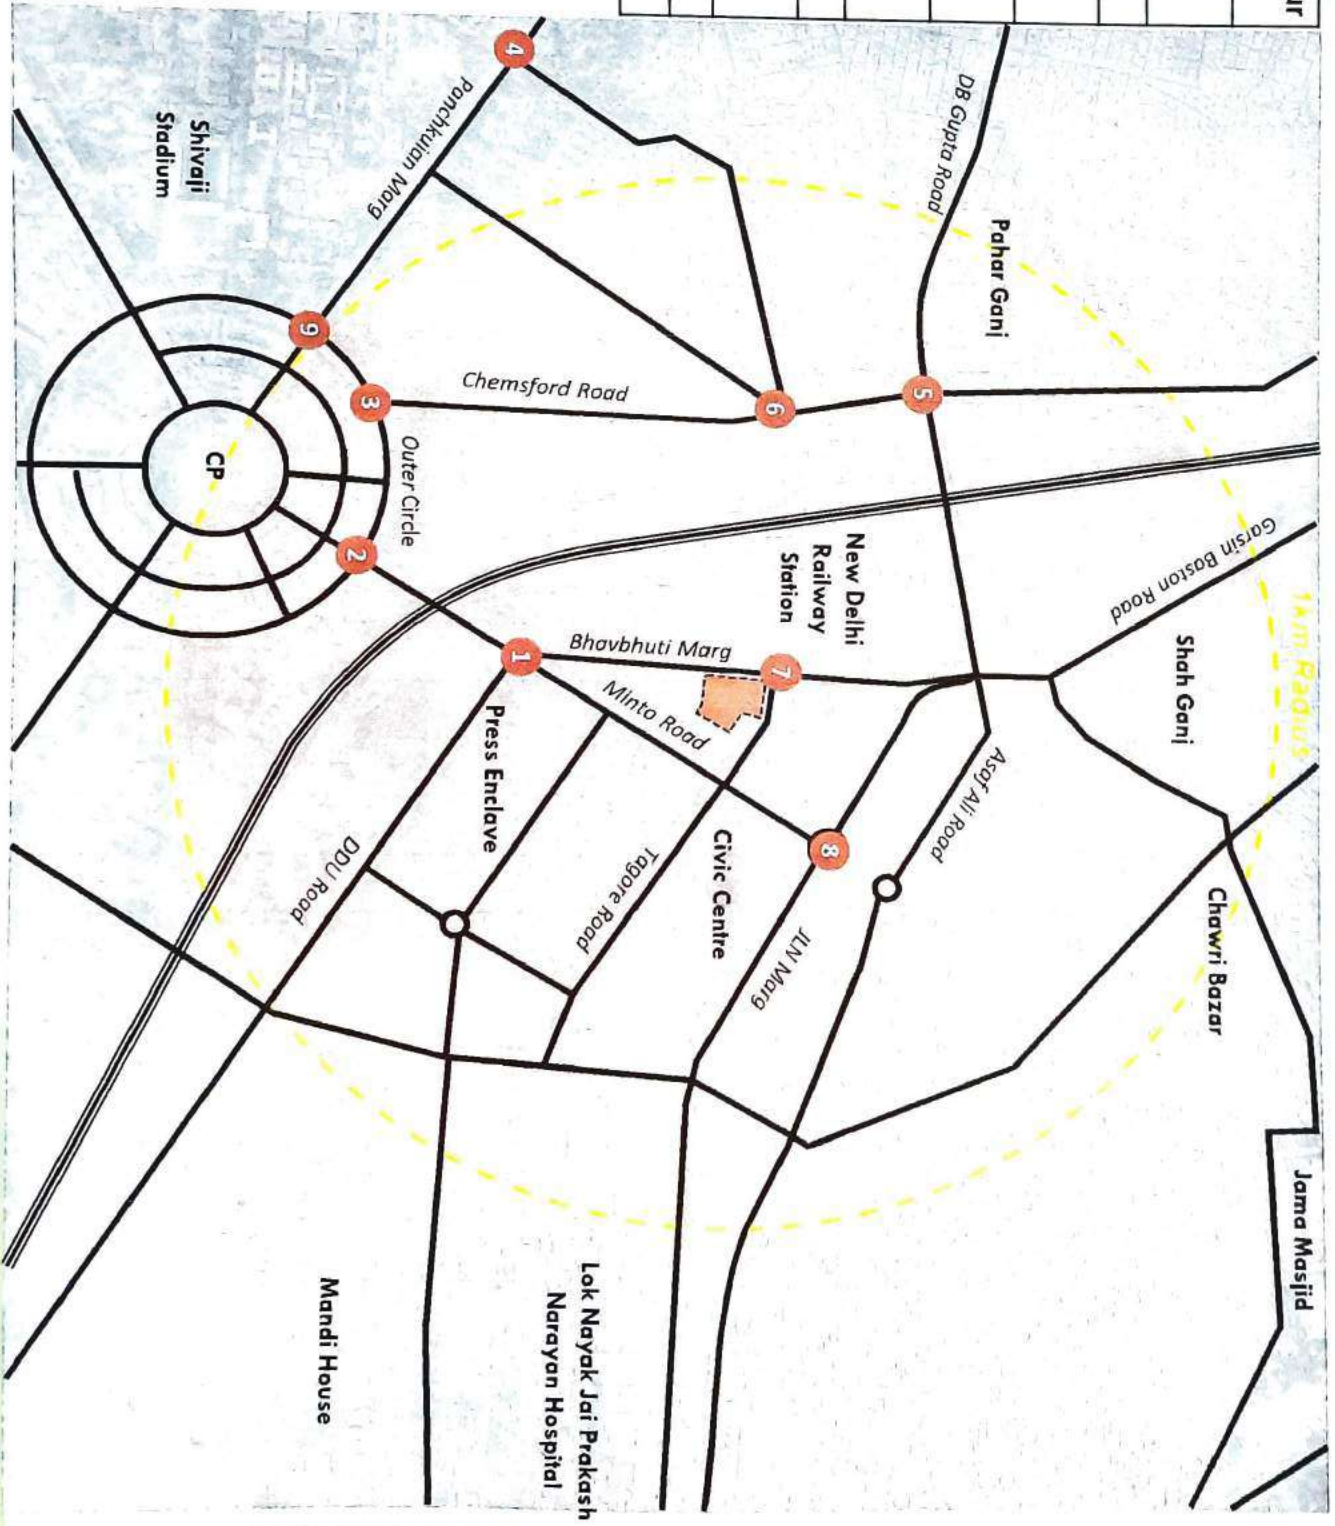 ur
4
Panchkuian Marg
Shivaji
Stadium
DB Gupta Road
Pahar Ganj
9
3
Chemsford Road
6
5
CP
Outer Circle
2
New Delhi
Railway
Station
Garsin Baston Road
1km Radius
1
Bhavbhuti Marg
7
Minto Road
Shah Ganj
Press Enclave
Asaf Ali Road
8
Civic Centre
Tagore Road
DDU Road
JLN Marg
Chawri Bazar
Jama Masjid
Lok Nayak Jai Prakash
Narayan Hospital
Mandi House